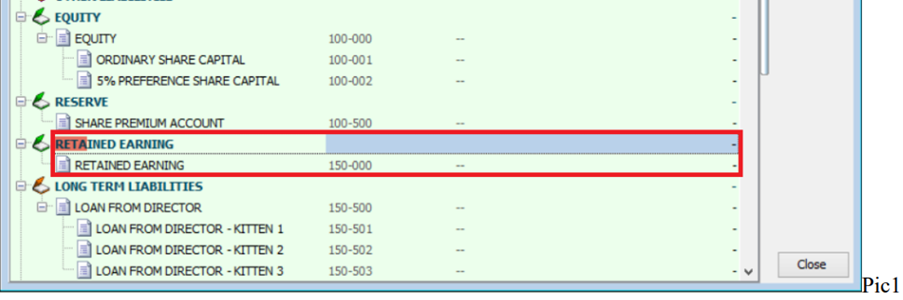 EQUITY -
EQUITY 100-000 -- -
ORDINARY SHARE CAPITAL 100-001 -- -
5% PREFERENCE SHARE CAPITAL 100-002 -- -
RESERVE -
SHARE PREMIUM ACCOUNT 100-500 -- -
RETAINED EARNING -
RETAINED EARNING 150-000 -- -
LONG TERM LIABILITIES -
LOAN FROM DIRECTOR 150-500 -- -
LOAN FROM DIRECTOR - KITTEN 1 150-501 -- -
LOAN FROM DIRECTOR - KITTEN 2 150-502 -- -
LOAN FROM DIRECTOR - KITTEN 3 150-503 -- -
Close
Pic1